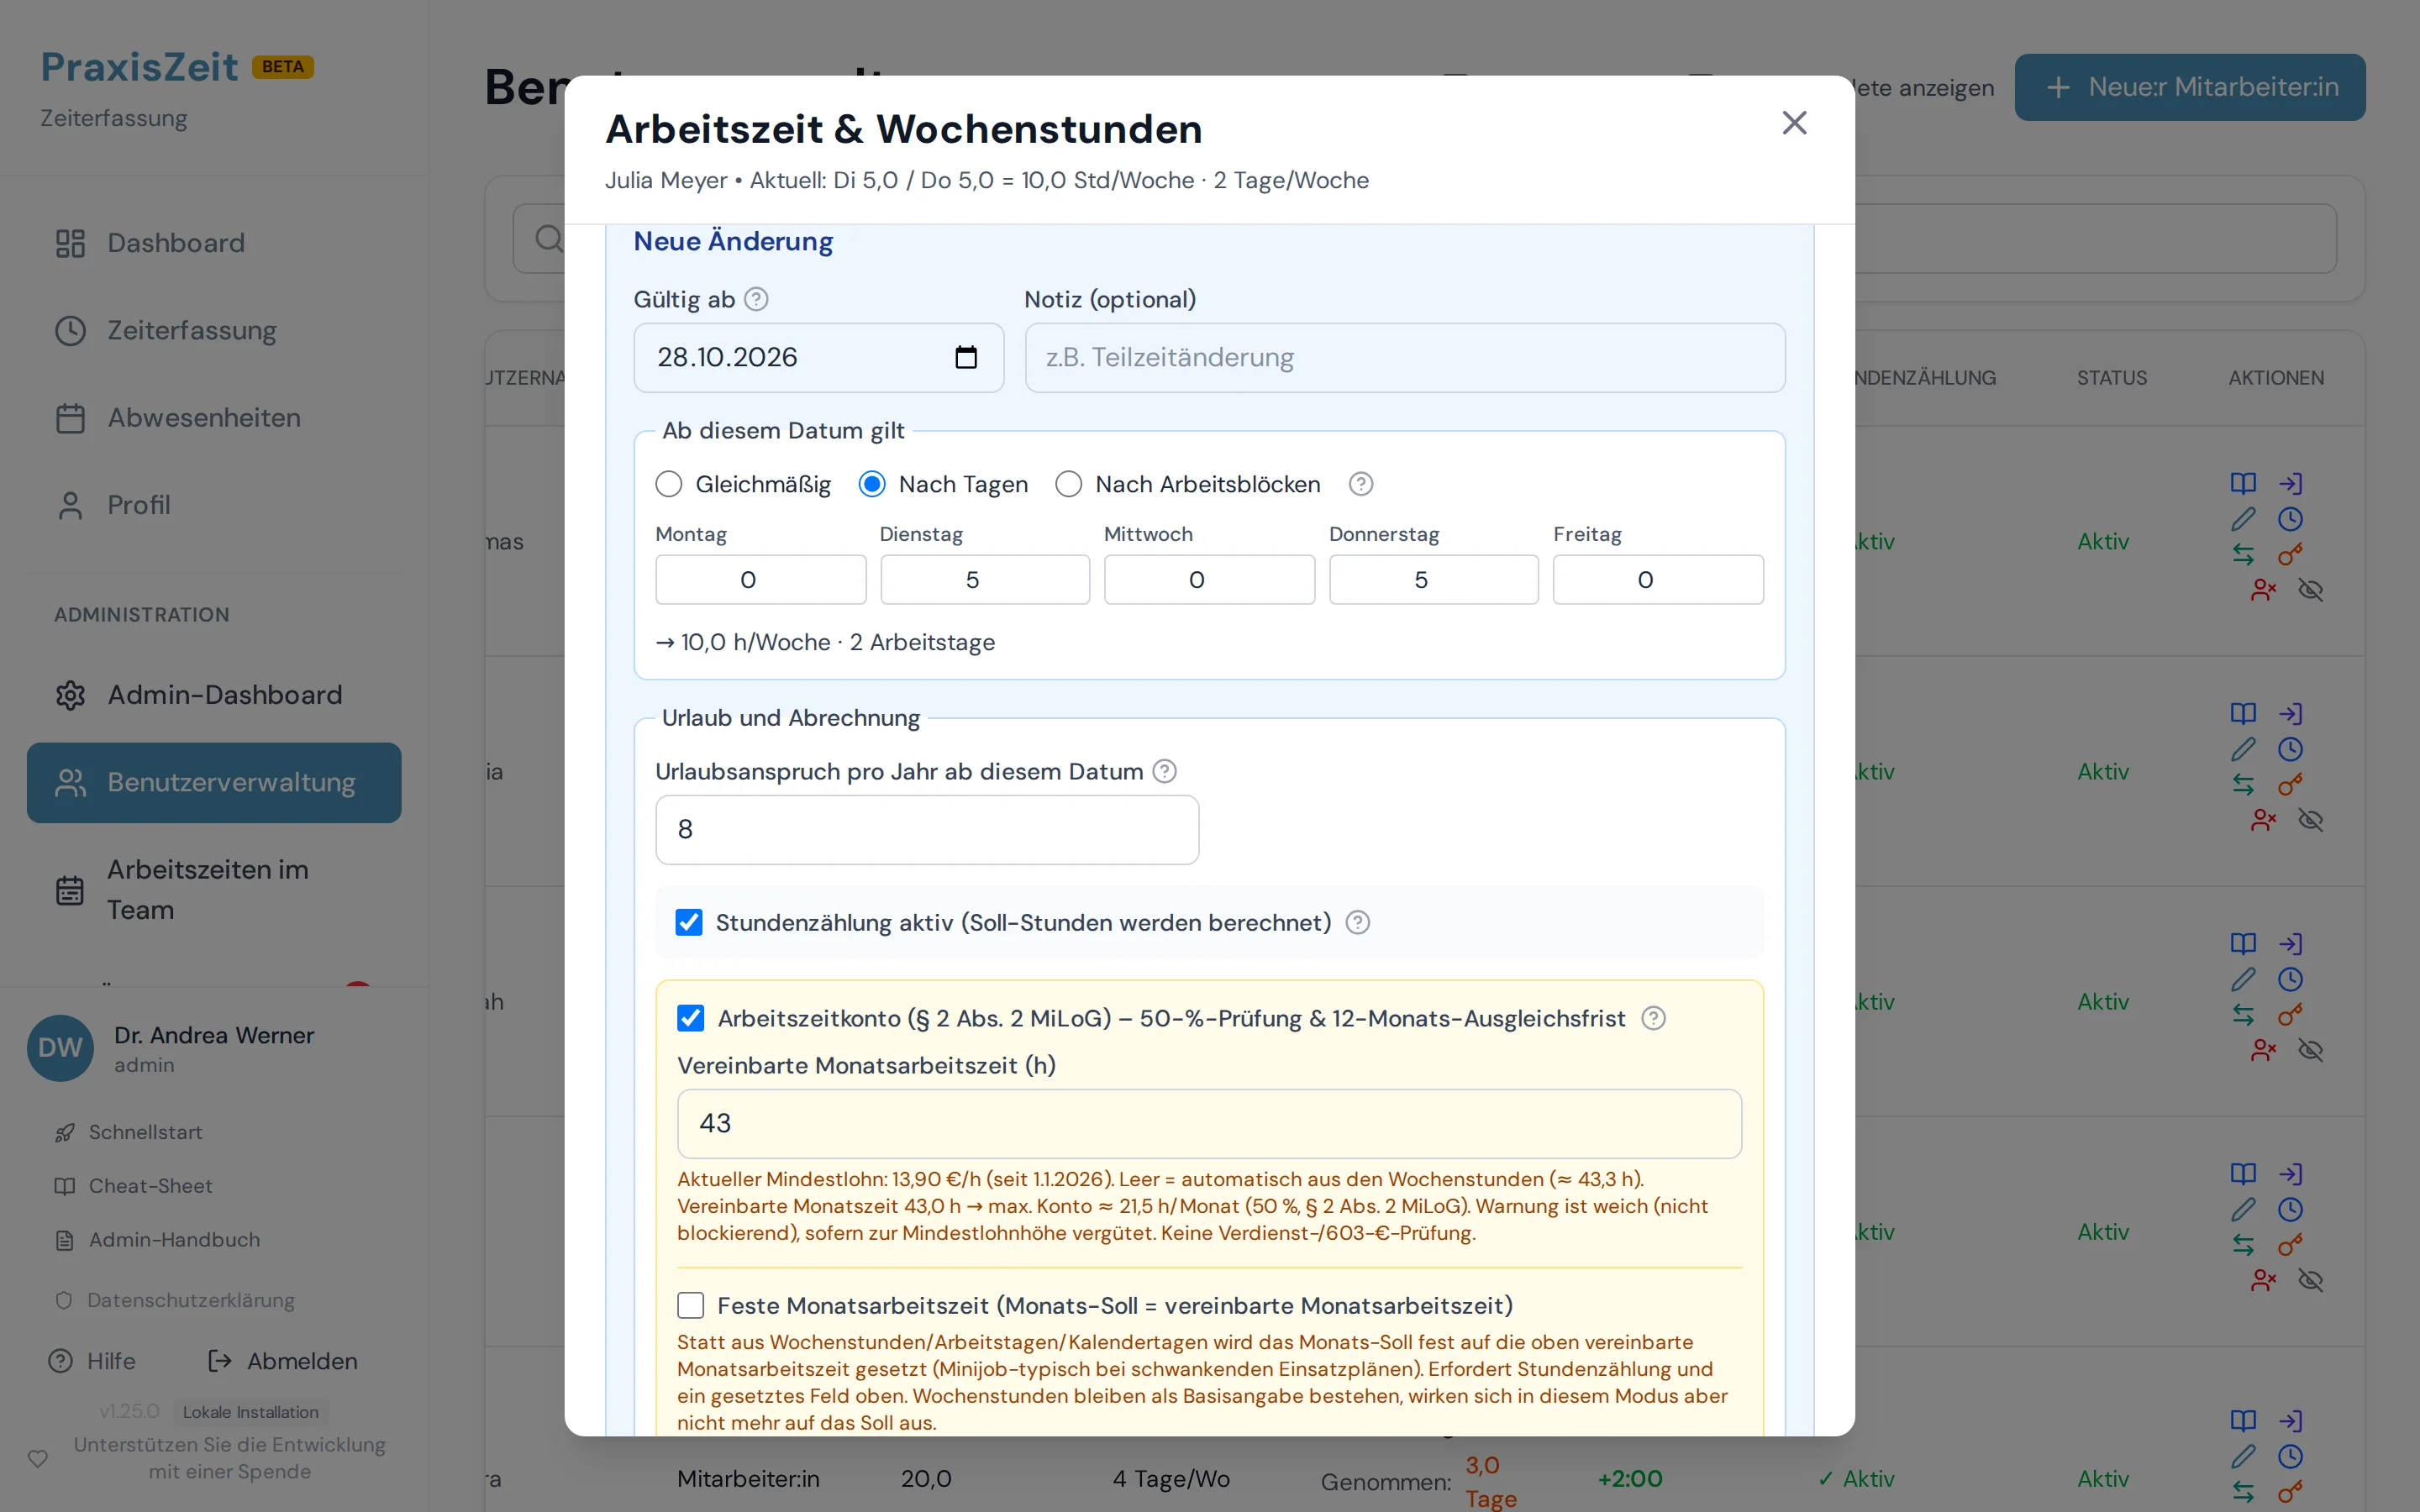 PraxisZeit BETA
Zeiterfassung
Dashboard
Zeiterfassung
Abwesenheiten
Profil
ADMINISTRATION
Admin-Dashboard
Benutzerverwaltung
Arbeitszeiten im
Team
DW
Dr. Andrea Werner
admin
Schnellstart
Cheat-Sheet
Admin-Handbuch
Datenschutzerklärung
Hilfe
Abmelden
v1.25.0 Lokale Installation
Unterstützen Sie die Entwicklung
mit einer Spende
anzeigen
Neue:r Mitarbeiter:in
Arbeitszeit & Wochenstunden
Julia Meyer • Aktuell: Di 5,0 / Do 5,0 = 10,0 Std/Woche · 2 Tage/Woche
Neue Änderung
Gültig ab
Notiz (optional)
28.10.2026
z.B. Teilzeitänderung
Ab diesem Datum gilt
Gleichmäßig
Nach Tagen
Nach Arbeitsblöcken
Montag Dienstag Mittwoch Donnerstag Freitag
0 5 0 5 0
→ 10,0 h/Woche · 2 Arbeitstage
Urlaub und Abrechnung
Urlaubsanspruch pro Jahr ab diesem Datum
8
Stundenzählung aktiv (Soll-Stunden werden berechnet)
Arbeitszeitkonto (§ 2 Abs. 2 MiLoG) – 50-%-Prüfung & 12-Monats-Ausgleichsfrist
Vereinbarte Monatsarbeitszeit (h)
43
Aktueller Mindestlohn: 13,90 €/h (seit 1.1.2026). Leer = automatisch aus den Wochenstunden (≈ 43,3 h).
Vereinbarte Monatszeit 43,0 h → max. Konto ≈ 21,5 h/Monat (50 %, § 2 Abs. 2 MiLoG). Warnung ist weich (nicht
blockierend), sofern zur Mindestlohnhöhe vergütet. Keine Verdienst-/603-€-Prüfung.
Feste Monatsarbeitszeit (Monats-Soll = vereinbarte Monatsarbeitszeit)
Statt aus Wochenstunden/Arbeitstagen/Kalendertagen wird das Monats-Soll fest auf die oben vereinbarte
Monatsarbeitszeit gesetzt (Minijob-typisch bei schwankenden Einsatzplänen). Erfordert Stundenzählung und
ein gesetztes Feld oben. Wochenstunden bleiben als Basisangabe bestehen, wirken sich in diesem Modus aber
nicht mehr auf das Soll aus.
STATUS AKTIONEN
Aktiv
Aktiv
Aktiv
Aktiv
Mitarbeiter:in 20,0 4 Tage/Wo Genommen: 3,0 Tage +2:00 ✓ Aktiv Aktiv